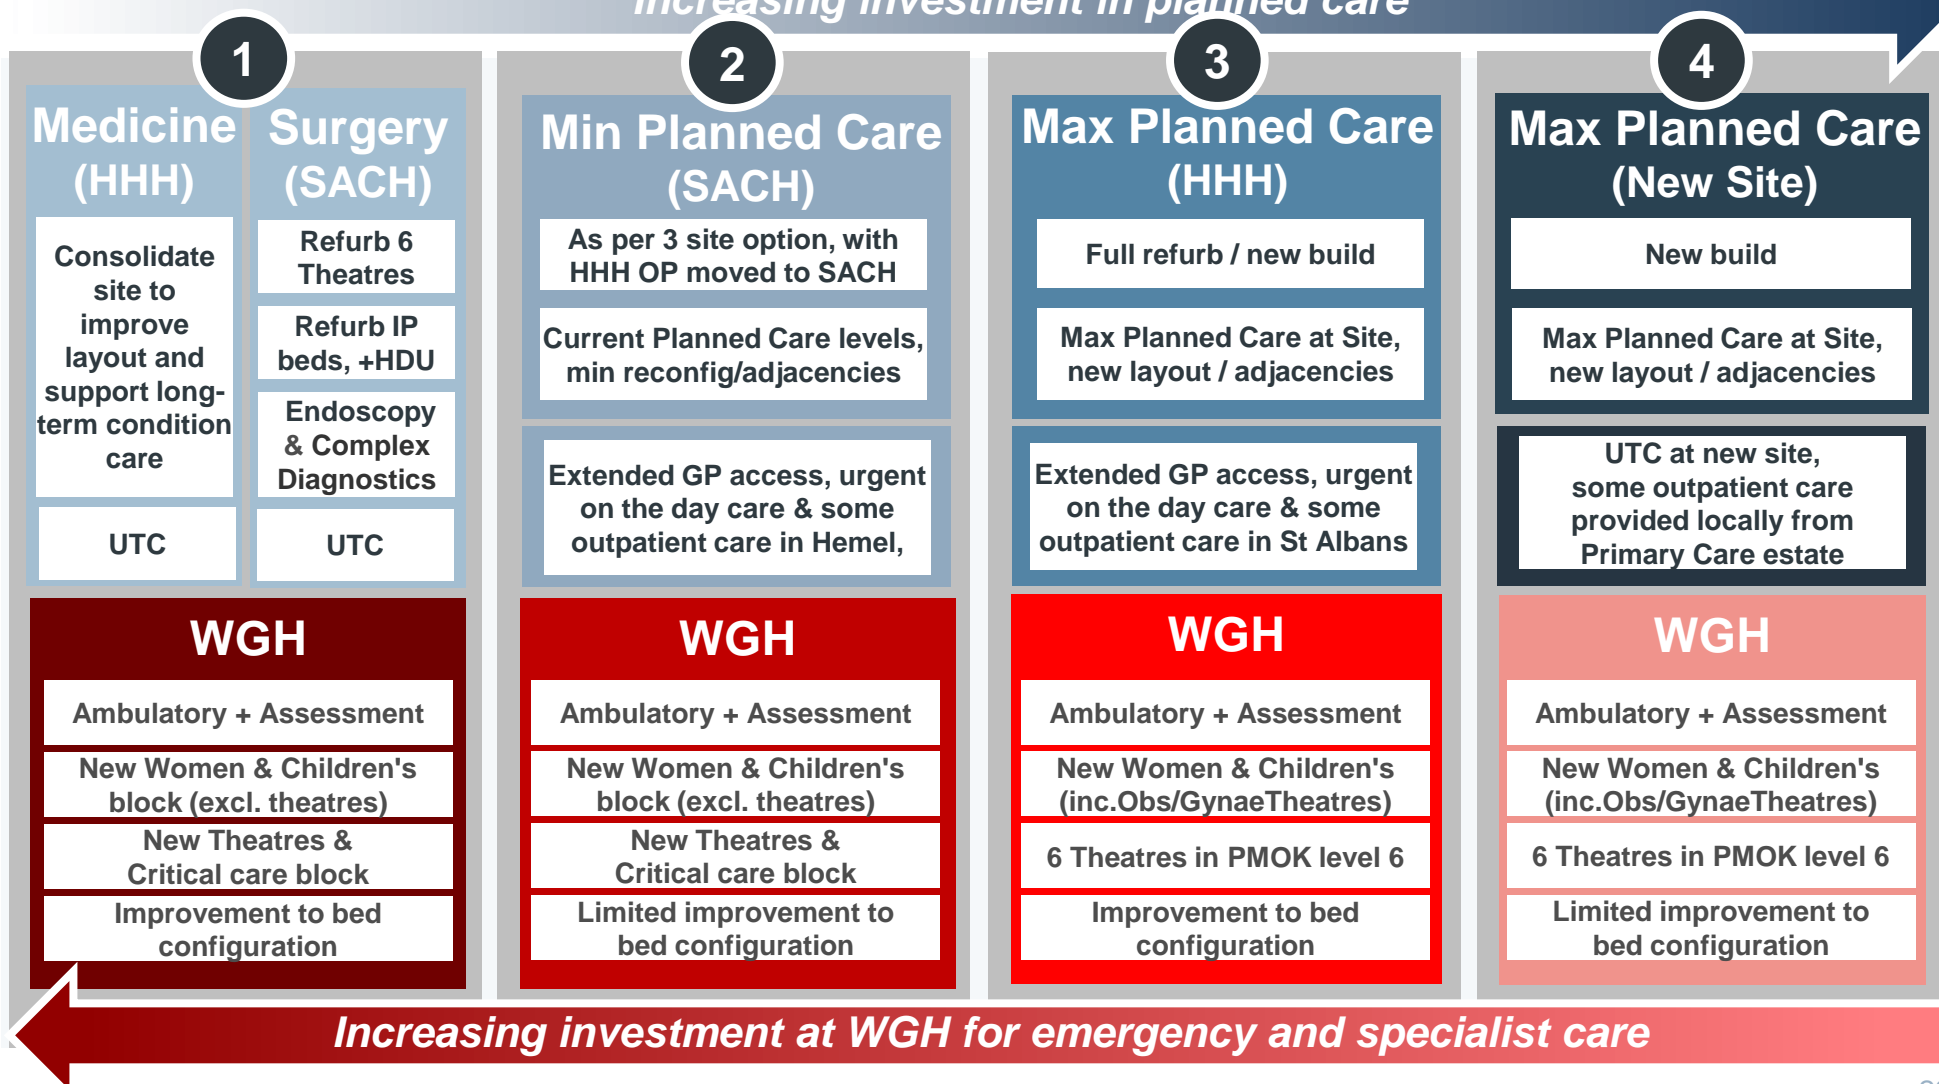 Increasing investment in planned care
1
Medicine
(HHH)
Consolidate
site to
improve
layout and
support long-
term condition
care
UTC
Surgery
(SACH)
Refurb 6
Theatres
Refurb IP
beds, +HDU
Endoscopy
& Complex
Diagnostics
UTC
WGH
Ambulatory + Assessment
New Women & Children's
block (excl. theatres)
New Theatres &
Critical care block
Improvement to bed
configuration
2
Min Planned Care
(SACH)
As per 3 site option, with
HHH OP moved to SACH
Current Planned Care levels,
min reconfig/adjacencies
Extended GP access, urgent
on the day care & some
outpatient care in Hemel,
WGH
Ambulatory + Assessment
New Women & Children's
block (excl. theatres)
New Theatres &
Critical care block
Limited improvement to
bed configuration
3
Max Planned Care
(HHH)
Full refurb / new build
Max Planned Care at Site,
new layout / adjacencies
Extended GP access, urgent
on the day care & some
outpatient care in St Albans
WGH
Ambulatory + Assessment
New Women & Children's
(inc.Obs/GynaeTheatres)
6 Theatres in PMOK level 6
Improvement to bed
configuration
4
Max Planned Care
(New Site)
New build
Max Planned Care at Site,
new layout / adjacencies
UTC at new site,
some outpatient care
provided locally from
Primary Care estate
WGH
Ambulatory + Assessment
New Women & Children's
(inc.Obs/GynaeTheatres)
6 Theatres in PMOK level 6
Limited improvement to
bed configuration
Increasing investment at WGH for emergency and specialist care